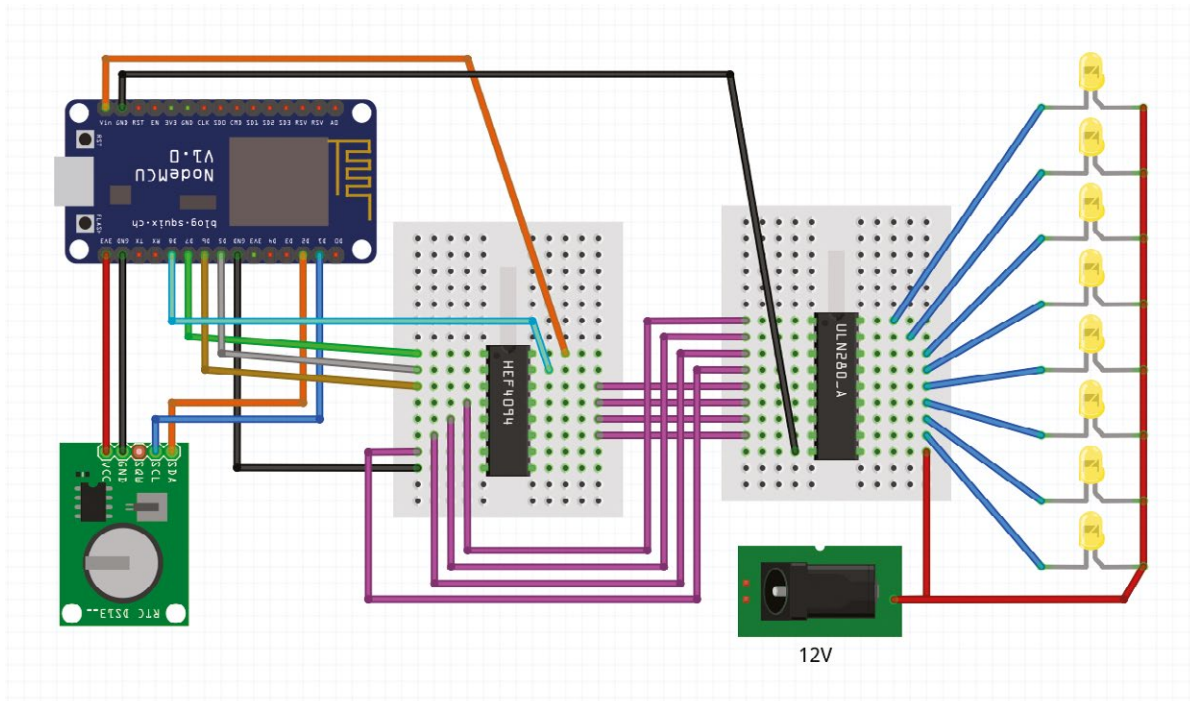 Vin GND RST EN 3V3 GND CLK SD0 CMD SD1 SD2 SD3 RSV RSV A0
RST
NodeMCU
V1.0
FLASH
blog.squix.ch
3V3 GND TX RX D8 D7 D6 D5 GND 3V3 D4 D3 D2 D1 D0
HEF4094
ULN280_A
VCC
GND
SQW
SCL
SDA
RTC DS13__
12V